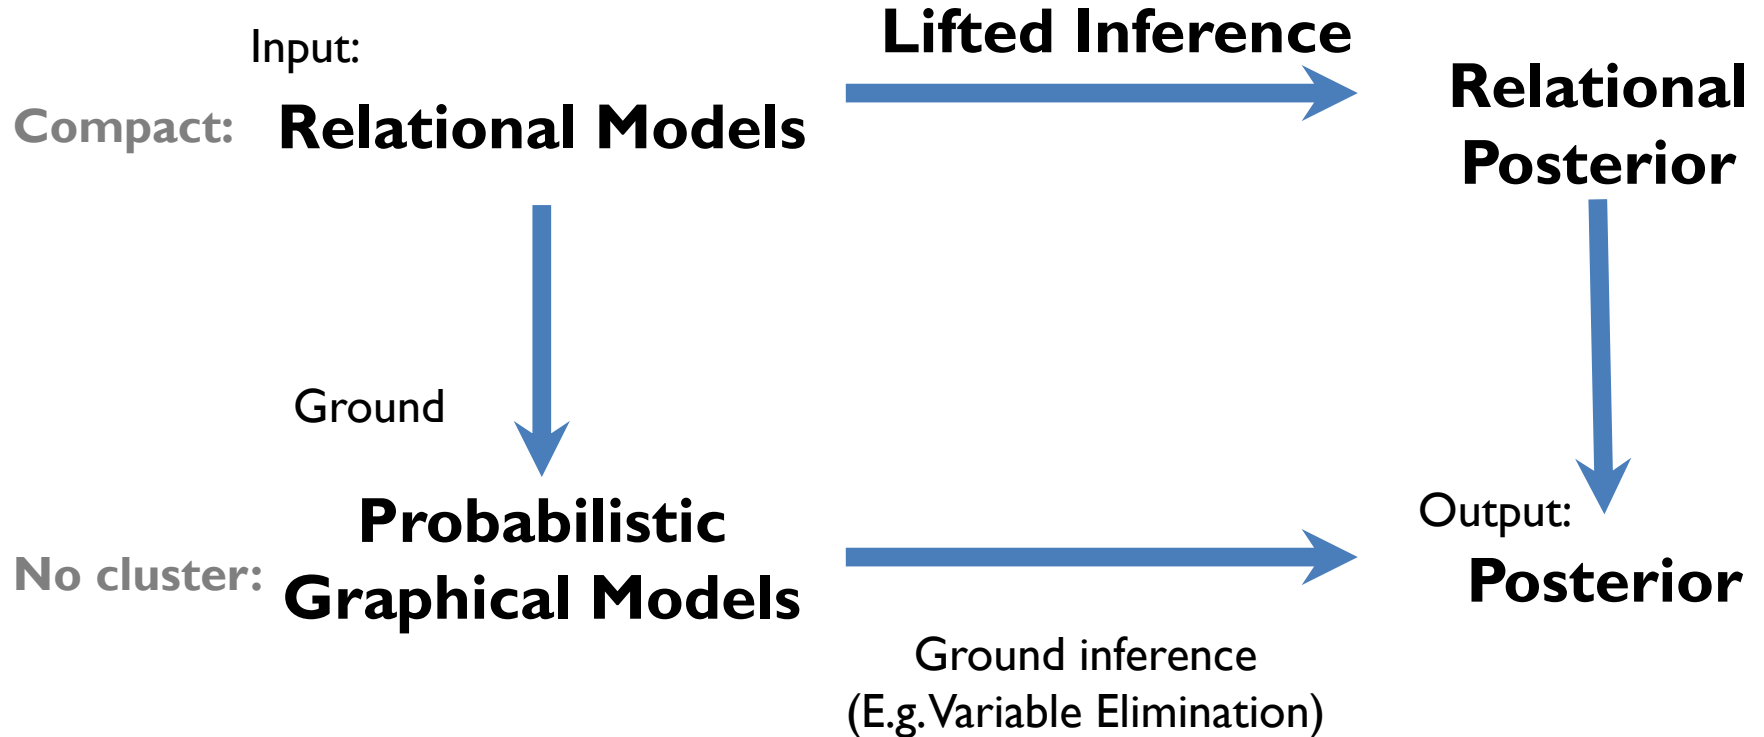 Input:
Lifted Inference
Compact:
Relational Models
Relational
Posterior
Ground
Probabilistic
Graphical Models
No cluster:
Output:
Posterior
Ground inference
(E.g. Variable Elimination)